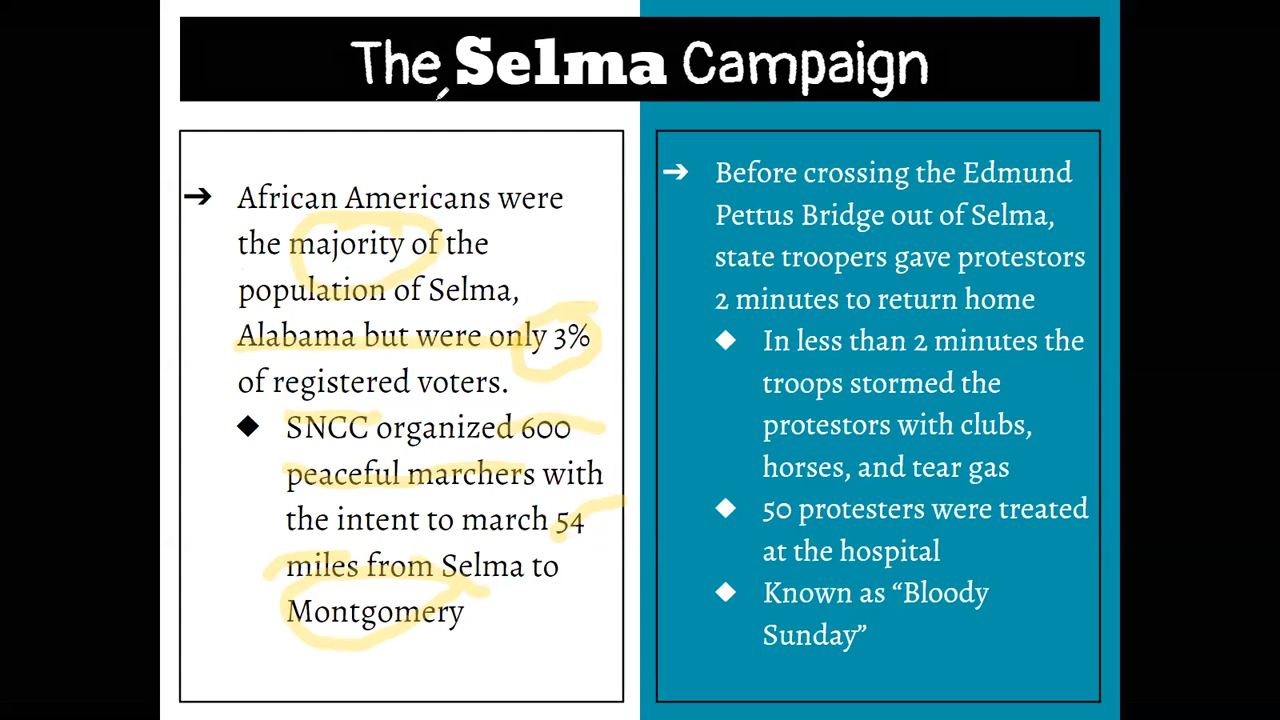 The Selma Campaign
➔ African Americans were
the majority of the
population of Selma,
Alabama but were only 3%
of registered voters.
◆ SNCC organized 600
peaceful marchers with
the intent to march 54
miles from Selma to
Montgomery
➔ Before crossing the Edmund
Pettus Bridge out of Selma,
state troopers gave protestors
2 minutes to return home
◆ In less than 2 minutes the
troops stormed the
protestors with clubs,
horses, and tear gas
◆ 50 protesters were treated
at the hospital
◆ Known as “Bloody
Sunday”